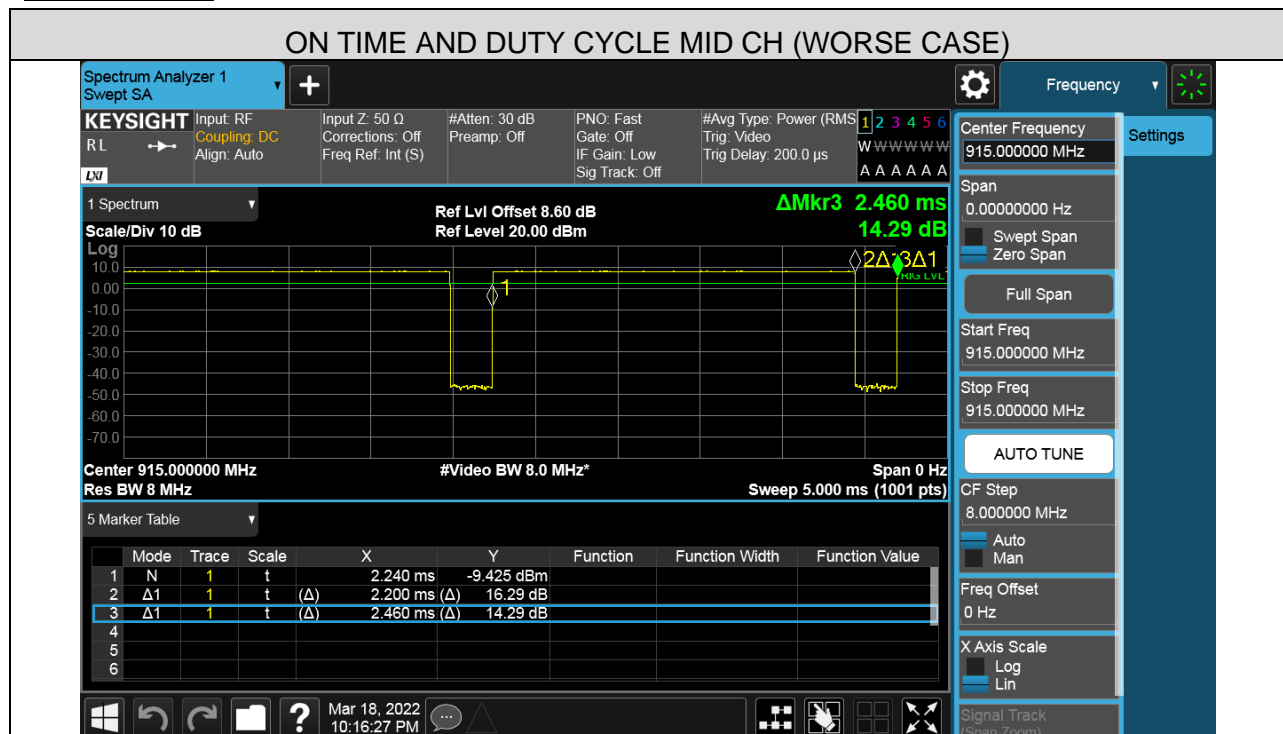 ON TIME AND DUTY CYCLE MID CH (WORSE CASE)
Spectrum Analyzer 1
Swept SA
+
Frequency
KEYSIGHT
RL
LXI
Input: RF
Coupling: DC
Align: Auto
Input Z: 50 Ω
Corrections: Off
Freq Ref: Int (S)
#Atten: 30 dB
Preamp: Off
PNO: Fast
Gate: Off
IF Gain: Low
Sig Track: Off
#Avg Type: Power (RMS
Trig: Video
Trig Delay: 200.0 µs
1 2 3 4 5 6
W W W W W W
A A A A A A
Center Frequency
915.000000 MHz
Settings
Span
0.00000000 Hz
Swept Span
Zero Span
Full Span
Start Freq
915.000000 MHz
Stop Freq
915.000000 MHz
AUTO TUNE
CF Step
8.000000 MHz
Auto
Man
Freq Offset
0 Hz
X Axis Scale
Log
Lin
Signal Track
(Span Zoom)
1 Spectrum
Scale/Div 10 dB
Log
Ref Lvl Offset 8.60 dB
Ref Level 20.00 dBm
ΔMkr3 2.460 ms
14.29 dB
10.0
0.00
-10.0
-20.0
-30.0
-40.0
-50.0
-60.0
-70.0
1
2Δ1 3Δ1
TRIG LVL
Center 915.000000 MHz
Res BW 8 MHz
#Video BW 8.0 MHz*
Span 0 Hz
Sweep 5.000 ms (1001 pts)
5 Marker Table
Mode Trace Scale X Y Function Function Width Function Value
1 N 1 t 2.240 ms -9.425 dBm
2 Δ1 1 t (Δ) 2.200 ms (Δ) 16.29 dB
3 Δ1 1 t (Δ) 2.460 ms (Δ) 14.29 dB
4
5
6
?
Mar 18, 2022
10:16:27 PM